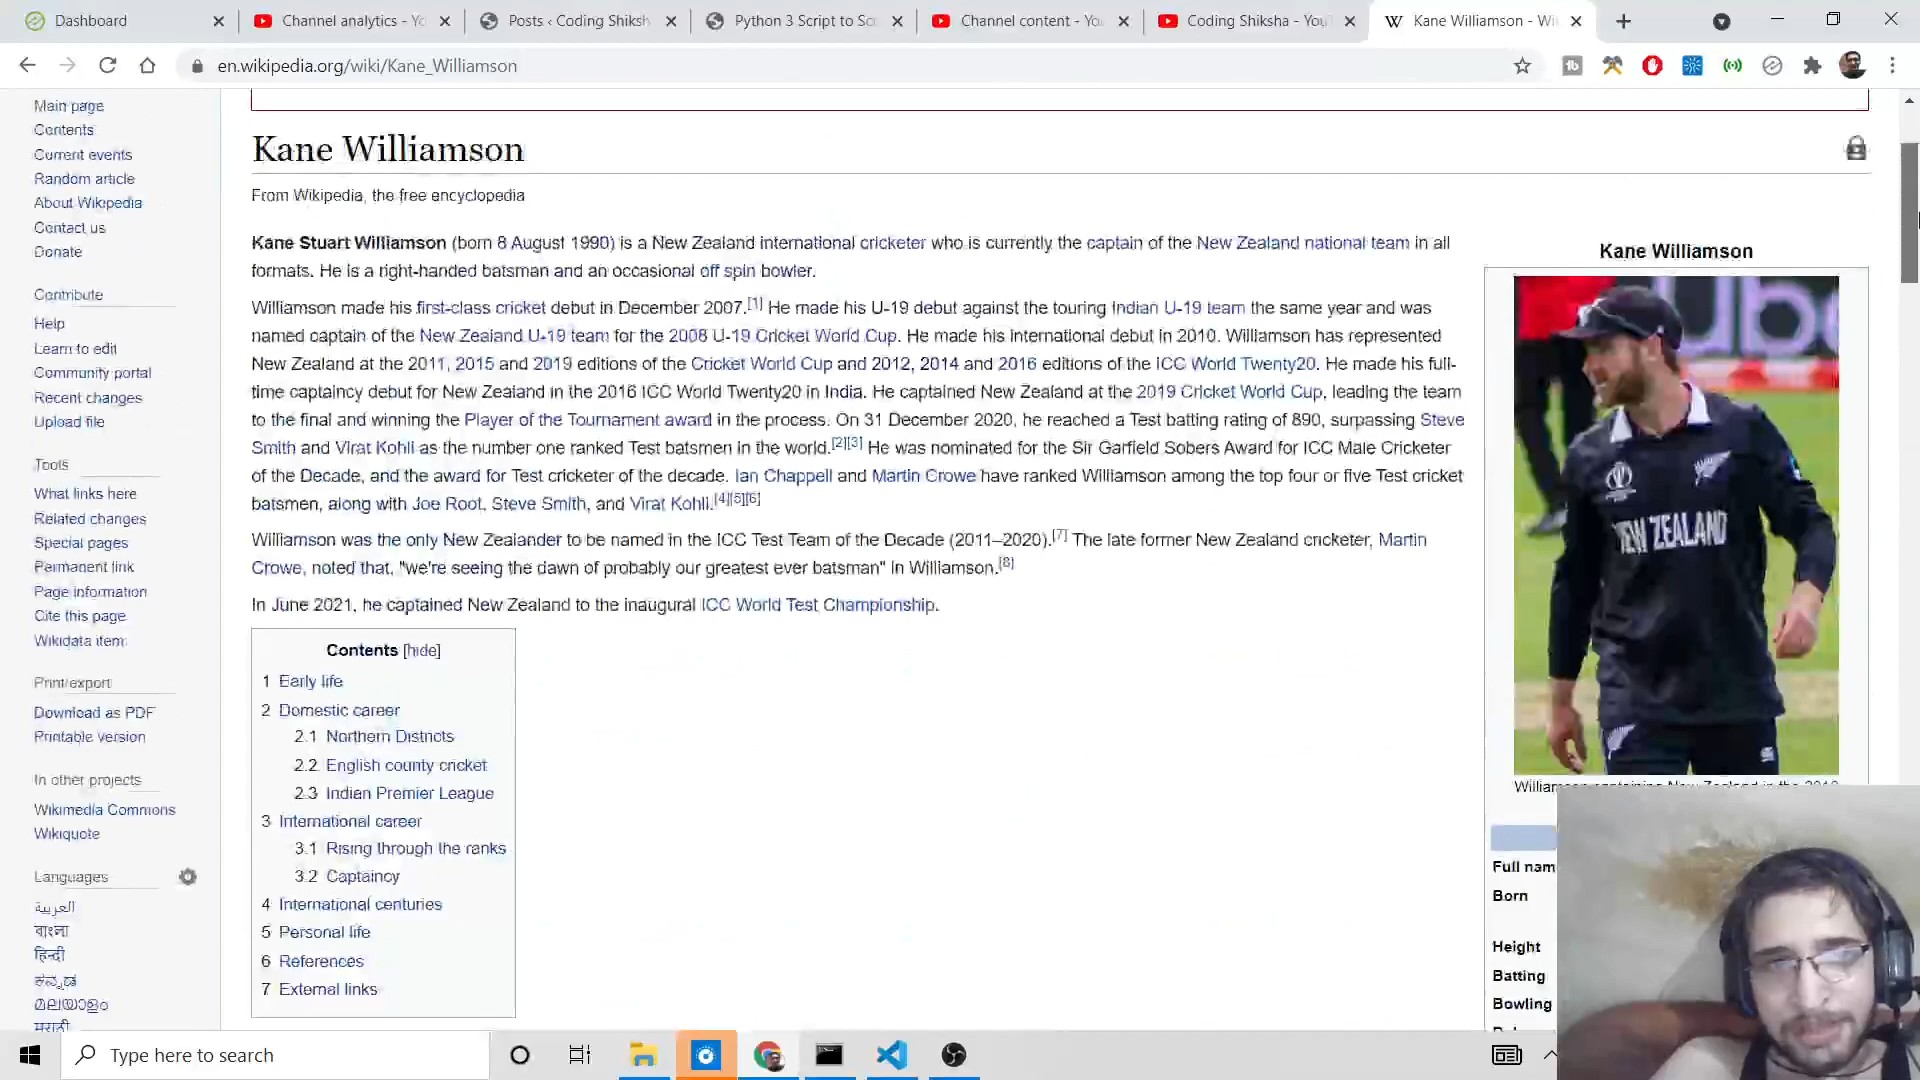 Dashboard
Channel analytics - Yo
Posts ‹ Coding Shiksh
Python 3 Script to Sc
Channel content - You
Coding Shiksha - YouT
Kane Williamson - Wi
en.wikipedia.org/wiki/Kane_Williamson
Main page
Contents
Current events
Random article
About Wikipedia
Contact us
Donate
Contribute
Help
Learn to edit
Community portal
Recent changes
Upload file
Tools
What links here
Related changes
Special pages
Permanent link
Page information
Cite this page
Wikidata item
Print/export
Download as PDF
Printable version
In other projects
Wikimedia Commons
Wikiquote
Languages
العربية
বাংলা
हिन्दी
ಕನ್ನಡ
മലയാളം
मराठी
Kane Williamson
From Wikipedia, the free encyclopedia
Kane Stuart Williamson (born 8 August 1990) is a New Zealand international cricketer who is currently the captain of the New Zealand national team in all
formats. He is a right-handed batsman and an occasional off spin bowler.
Williamson made his first-class cricket debut in December 2007.[1] He made his U-19 debut against the touring Indian U-19 team the same year and was
named captain of the New Zealand U-19 team for the 2008 U-19 Cricket World Cup. He made his international debut in 2010. Williamson has represented
New Zealand at the 2011, 2015 and 2019 editions of the Cricket World Cup and 2012, 2014 and 2016 editions of the ICC World Twenty20. He made his full-
time captaincy debut for New Zealand in the 2016 ICC World Twenty20 in India. He captained New Zealand at the 2019 Cricket World Cup, leading the team
to the final and winning the Player of the Tournament award in the process. On 31 December 2020, he reached a Test batting rating of 890, surpassing Steve
Smith and Virat Kohli as the number one ranked Test batsmen in the world.[2][3] He was nominated for the Sir Garfield Sobers Award for ICC Male Cricketer
of the Decade, and the award for Test cricketer of the decade. Ian Chappell and Martin Crowe have ranked Williamson among the top four or five Test cricket
batsmen, along with Joe Root, Steve Smith, and Virat Kohli.[4][5][6]
Williamson was the only New Zealander to be named in the ICC Test Team of the Decade (2011–2020).[7] The late former New Zealand cricketer, Martin
Crowe, noted that, "we're seeing the dawn of probably our greatest ever batsman" in Williamson.[8]
In June 2021, he captained New Zealand to the inaugural ICC World Test Championship.
Contents [hide]
1 Early life
2 Domestic career
2.1 Northern Districts
2.2 English county cricket
2.3 Indian Premier League
3 International career
3.1 Rising through the ranks
3.2 Captaincy
4 International centuries
5 Personal life
6 References
7 External links
Kane Williamson
Ube
NEW ZEALAND
Williamson captaining New Zealand in the 2019
Full nam
Born
Height
Batting
Bowling
Type here to search